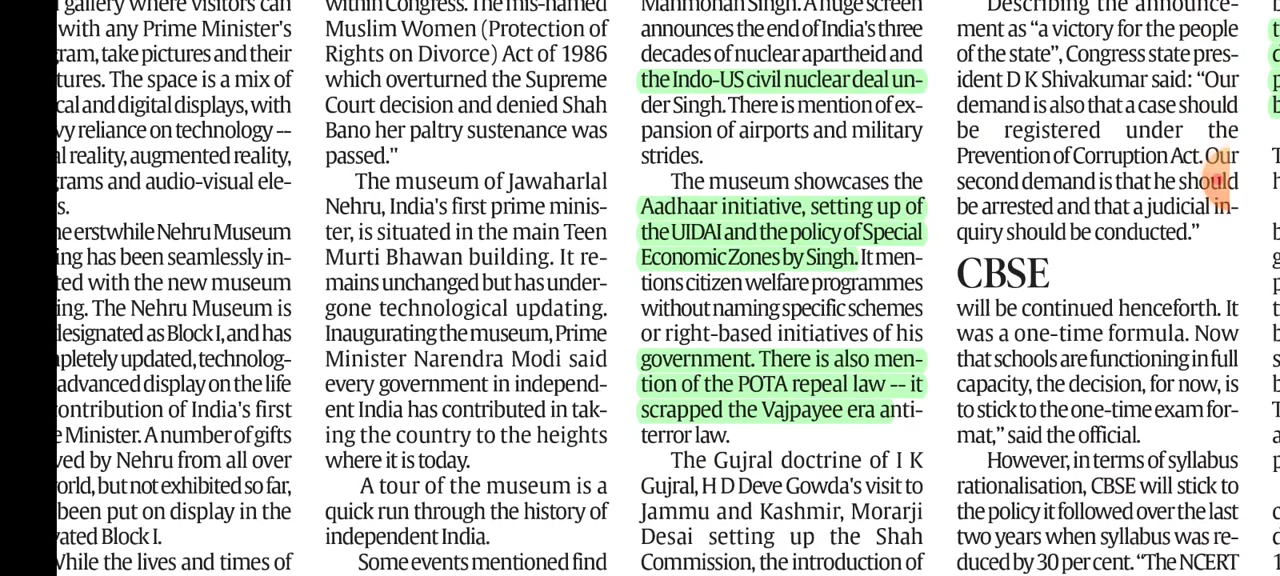 gallery where visitors can
with any Prime Minister's
gram, take pictures and their
tures. The space is a mix of
cal and digital displays, with
vy reliance on technology --
al reality, augmented reality,
grams and audio-visual ele-
s.
he erstwhile Nehru Museum
ing has been seamlessly in-
ted with the new museum
ing. The Nehru Museum is
designated as Block I, and has
pletely updated, technolog-
advanced display on the life
contribution of India's first
e Minister. A number of gifts
ved by Nehru from all over
orld, but not exhibited so far,
been put on display in the
vated Block I.
While the lives and times of
within Congress. The mis-named
Muslim Women (Protection of
Rights on Divorce) Act of 1986
which overturned the Supreme
Court decision and denied Shah
Bano her paltry sustenance was
passed."
The museum of Jawaharlal
Nehru, India's first prime minis-
ter, is situated in the main Teen
Murti Bhawan building. It re-
mains unchanged but has under-
gone technological updating.
Inaugurating the museum, Prime
Minister Narendra Modi said
every government in independ-
ent India has contributed in tak-
ing the country to the heights
where it is today.
A tour of the museum is a
quick run through the history of
independent India.
Some events mentioned find
Manmohan Singh. A huge screen
announces the end of India's three
decades of nuclear apartheid and
the Indo-US civil nuclear deal un-
der Singh. There is mention of ex-
pansion of airports and military
strides.
The museum showcases the
Aadhaar initiative, setting up of
the UIDAI and the policy of Special
Economic Zones by Singh. It men-
tions citizen welfare programmes
without naming specific schemes
or right-based initiatives of his
government. There is also men-
tion of the POTA repeal law -- it
scrapped the Vajpayee era anti-
terror law.
The Gujral doctrine of I K
Gujral, H D Deve Gowda's visit to
Jammu and Kashmir, Morarji
Desai setting up the Shah
Commission, the introduction of
Describing the announce-
ment as “a victory for the people
of the state”, Congress state pres-
ident D K Shivakumar said: “Our
demand is also that a case should
be registered under the
Prevention of Corruption Act. Our
second demand is that he should
be arrested and that a judicial in-
quiry should be conducted.”
CBSE
will be continued henceforth. It
was a one-time formula. Now
that schools are functioning in full
capacity, the decision, for now, is
to stick to the one-time exam for-
mat,” said the official.
However, in terms of syllabus
rationalisation, CBSE will stick to
the policy it followed over the last
two years when syllabus was re-
duced by 30 per cent. “The NCERT